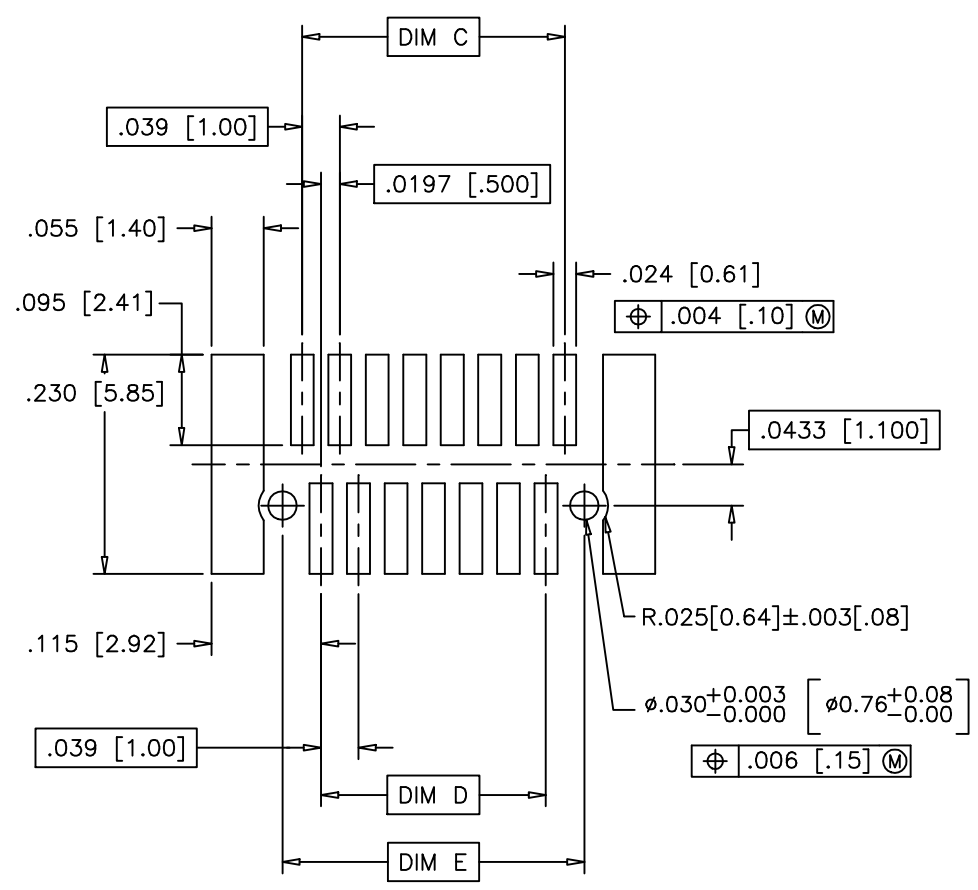 DIM C
.039 [1.00]
.0197 [.500]
.055 [1.40]
.024 [0.61]
.095 [2.41]
⌖ .004 [.10] Ⓜ
.230 [5.85]
.0433 [1.100]
R.025[0.64]±.003[.08]
.115 [2.92]
ø.030+0.003 -0.000 [ø0.76+0.08 -0.00]
.039 [1.00]
⌖ .006 [.15] Ⓜ
DIM D
DIM E